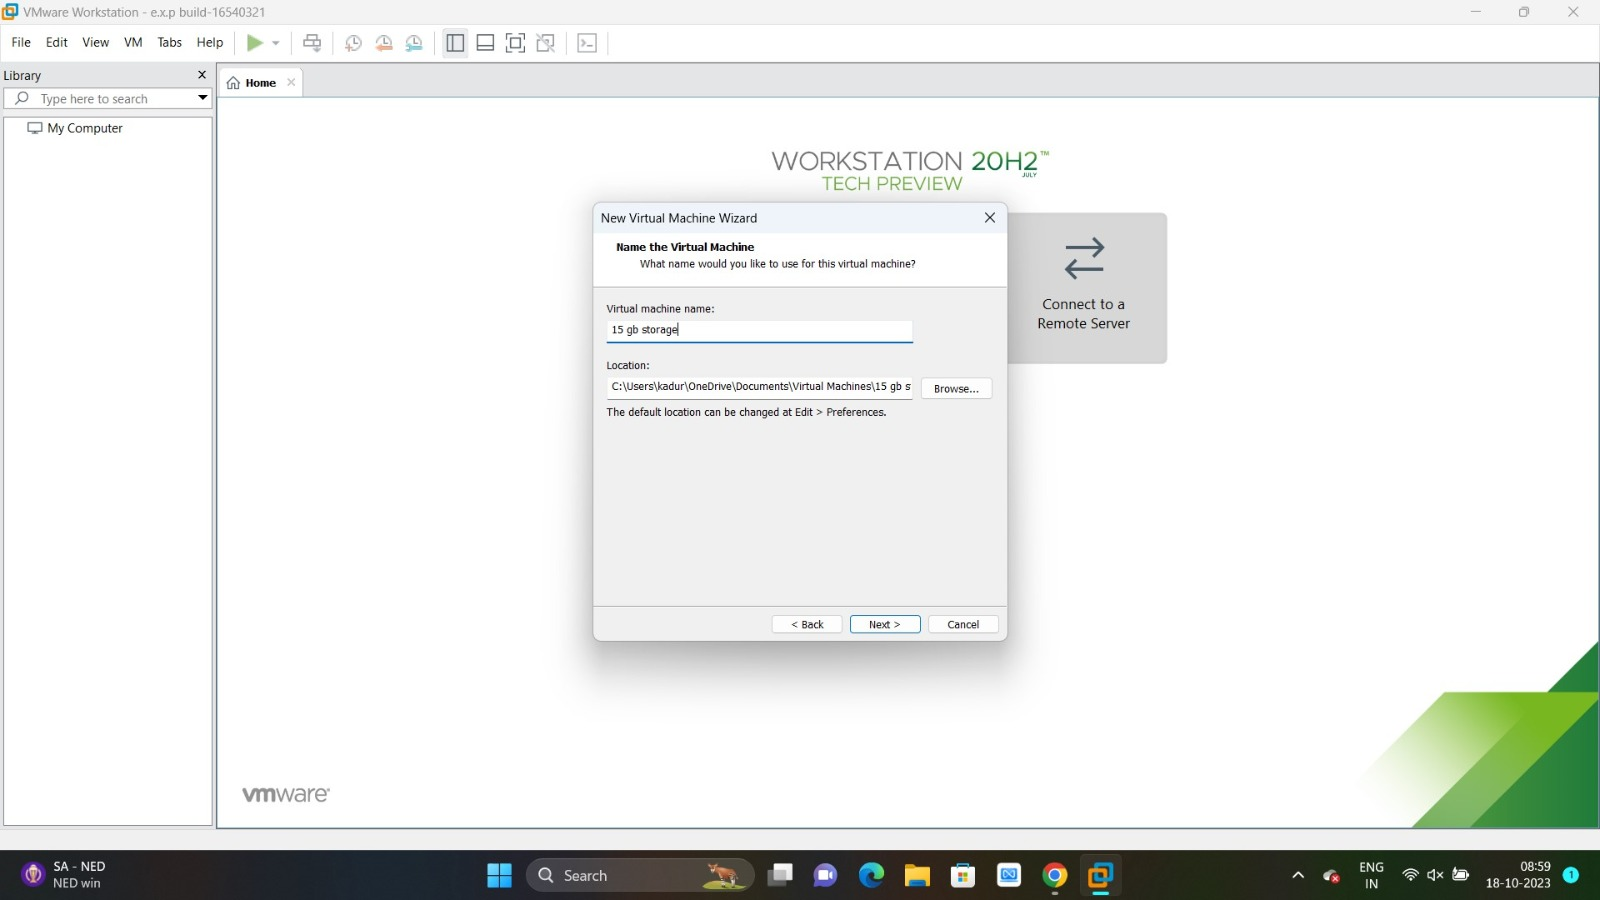 VMware Workstation - e.x.p build-16540321
File Edit View VM Tabs Help
Library
Type here to search
My Computer
Home
WORKSTATION 20H2™
JULY
TECH PREVIEW
New Virtual Machine Wizard
Name the Virtual Machine
What name would you like to use for this virtual machine?
Virtual machine name:
15 gb storage
Location:
C:\Users\kadur\OneDrive\Documents\Virtual Machines\15 gb s
Browse...
The default location can be changed at Edit > Preferences.
< Back Next > Cancel
Connect to a
Remote Server
vmware®
SA - NED
NED win
Search
ENG
IN
08:59
18-10-2023
1